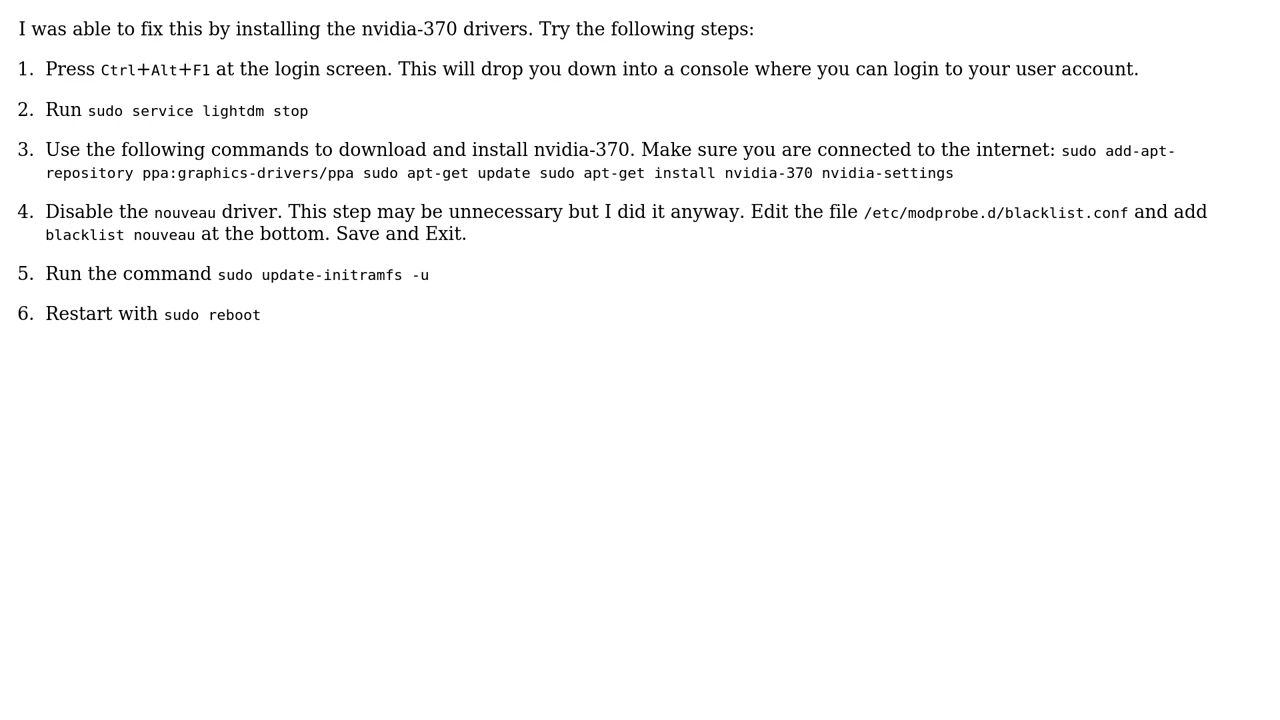 I was able to fix this by installing the nvidia-370 drivers. Try the following steps:
1. Press Ctrl+Alt+F1 at the login screen. This will drop you down into a console where you can login to your user account.
2. Run sudo service lightdm stop
3. Use the following commands to download and install nvidia-370. Make sure you are connected to the internet: sudo add-apt-
repository ppa:graphics-drivers/ppa sudo apt-get update sudo apt-get install nvidia-370 nvidia-settings
4. Disable the nouveau driver. This step may be unnecessary but I did it anyway. Edit the file /etc/modprobe.d/blacklist.conf and add
blacklist nouveau at the bottom. Save and Exit.
5. Run the command sudo update-initramfs -u
6. Restart with sudo reboot